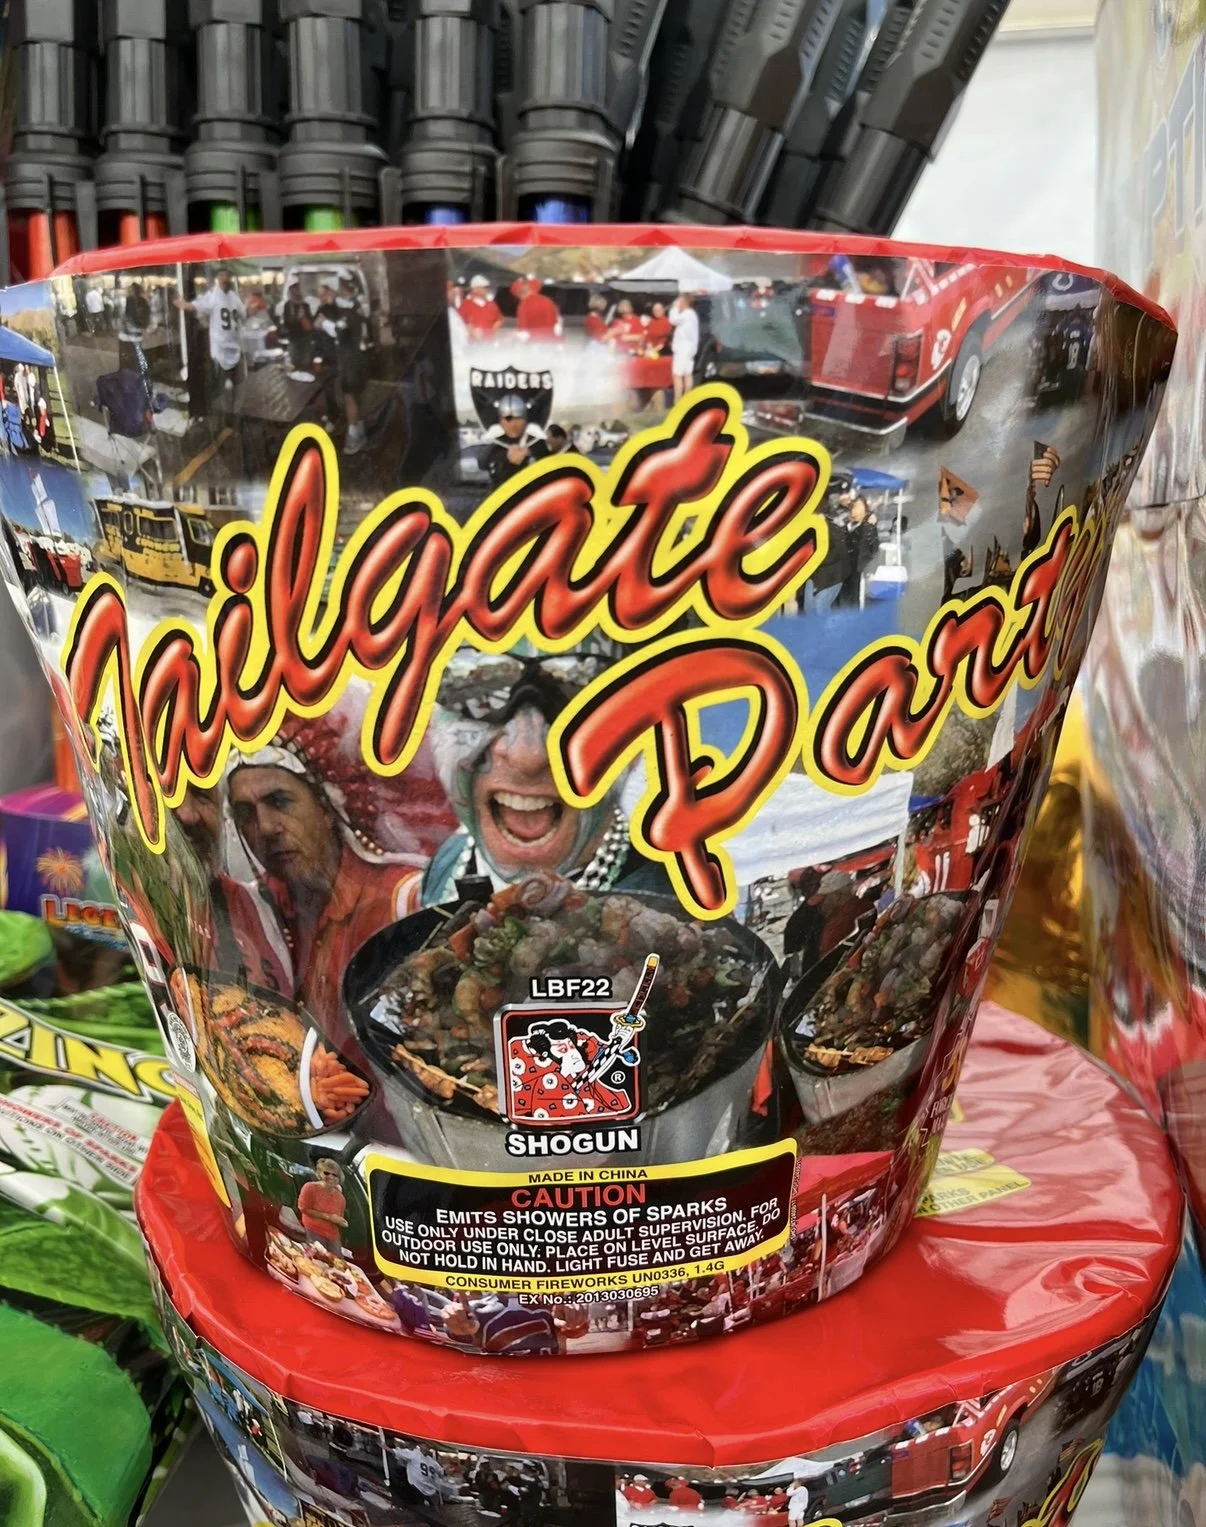 RAIDERS
99
Tailgate
Party
LBF22
®
SHOGUN
MADE IN CHINA
CAUTION
EMITS SHOWERS OF SPARKS
USE ONLY UNDER CLOSE ADULT SUPERVISION. FOR
OUTDOOR USE ONLY. PLACE ON LEVEL SURFACE. DO
NOT HOLD IN HAND. LIGHT FUSE AND GET AWAY.
CONSUMER FIREWORKS UN0336, 1.4G
EX No.: 2013030695